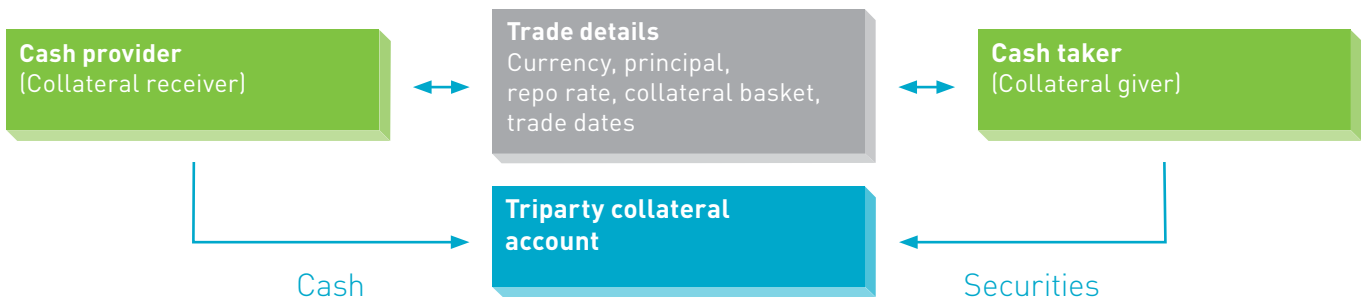 Cash provider
(Collateral receiver)
Trade details
Currency, principal,
repo rate, collateral basket,
trade dates
Cash taker
(Collateral giver)
Triparty collateral
account
Cash
Securities